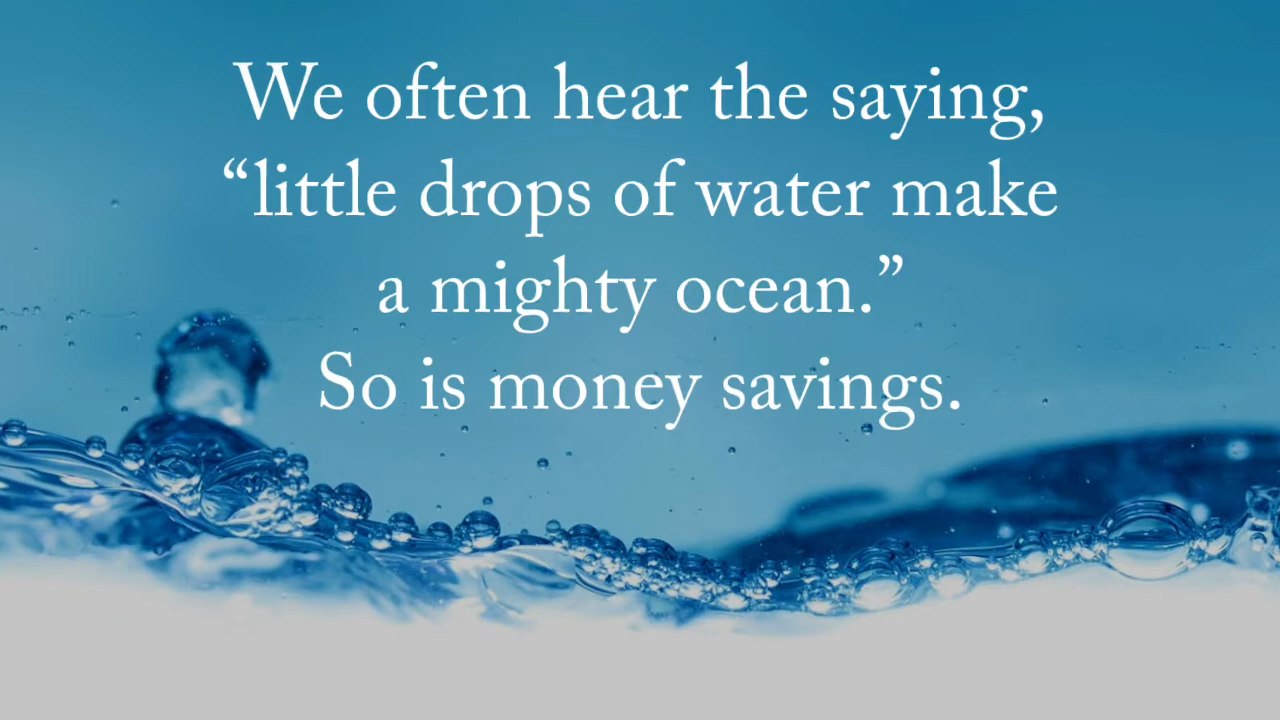 We often hear the saying,
“little drops of water make
a mighty ocean.”
So is money savings.